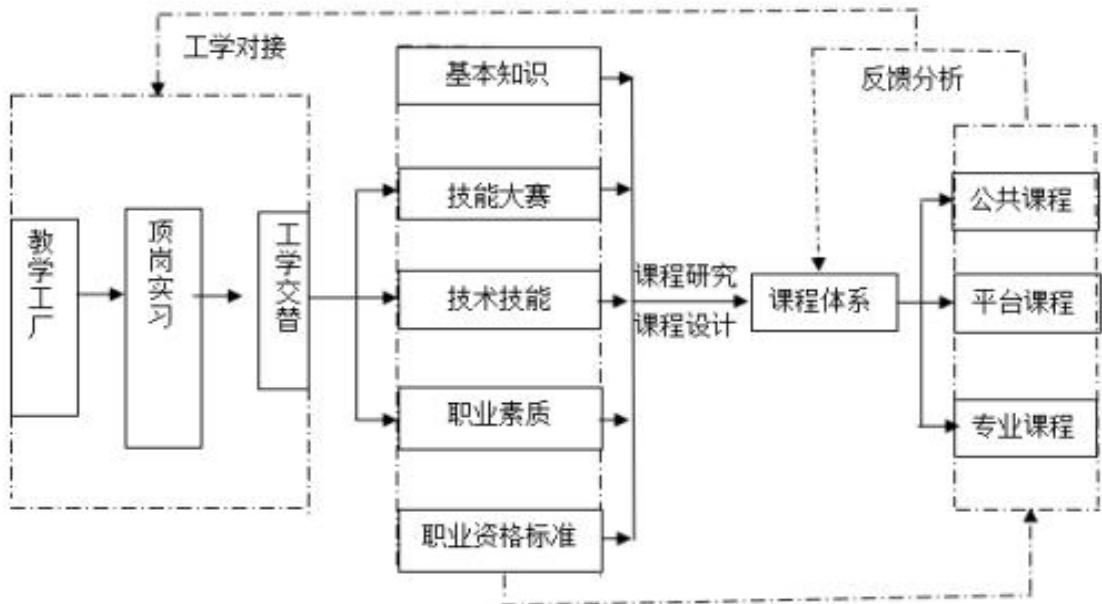 工学对接
反馈分析
教学工厂
顶岗实习
工学交替
基本知识
技能大赛
技术技能
职业素质
职业资格标准
课程研究
课程设计
课程体系
公共课程
平台课程
专业课程